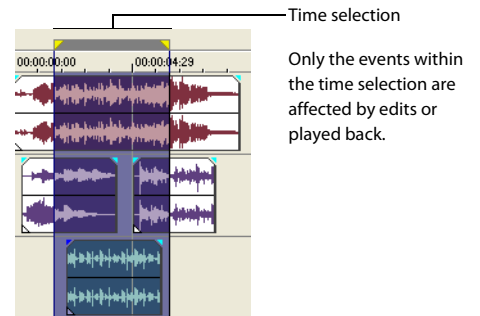 Time selection
Only the events within
the time selection are
affected by edits or
played back.
00:00:00:00 00:00:04:29